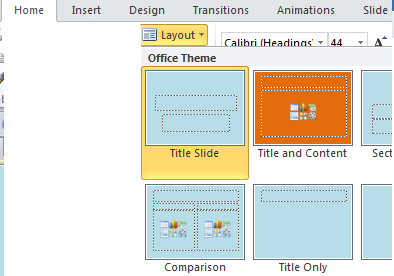 Home Insert Design Transitions Animations Slide
Layout Calibri (Headings) 44 A
Office Theme
Title Slide Title and Content Sect
Comparison Title Only